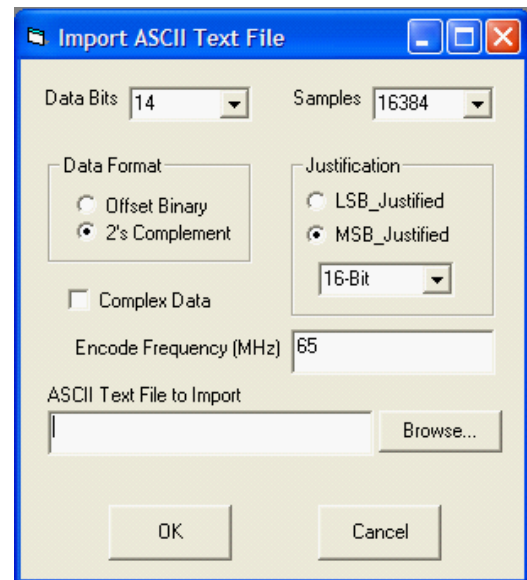 Import ASCII Text File
Data Bits 14
Samples 16384
Data Format
Offset Binary
2's Complement
Justification
LSB_Justified
MSB_Justified
16-Bit
Complex Data
Encode Frequency (MHz) 65
ASCII Text File to Import
Browse...
OK
Cancel